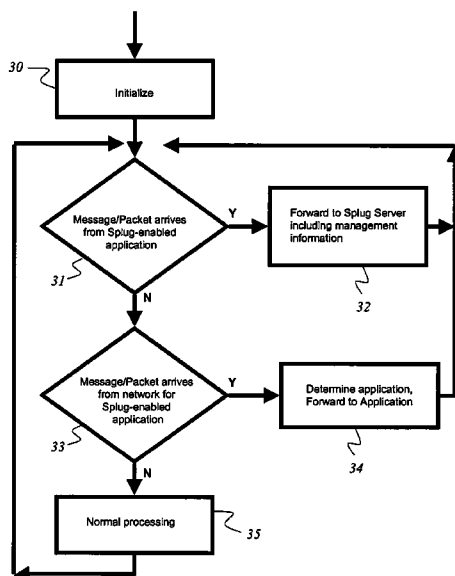 30
Initialize
Message/Packet arrives
from Splug-enabled
application
Y
Forward to Splug Server
including management
information
31
32
N
Message/Packet arrives
from network for
Splug-enabled
application
Y
Determine application,
Forward to Application
33
34
N
Normal processing
35